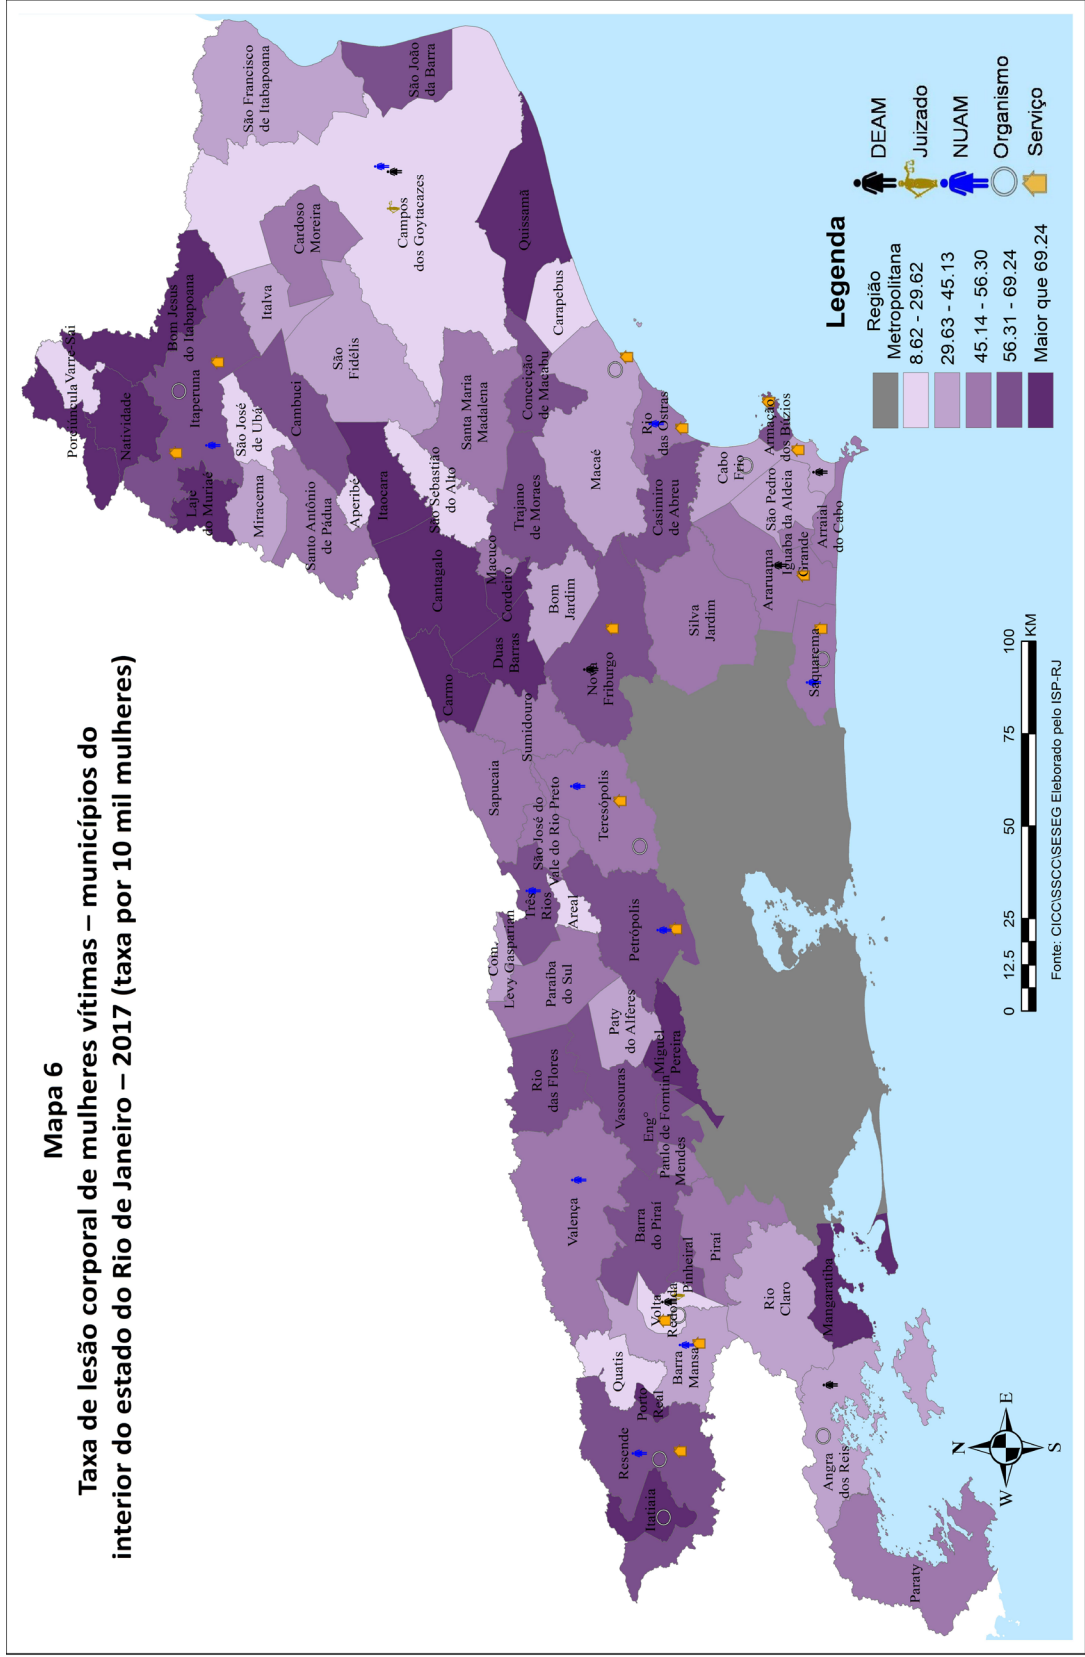 Mapa 6
Taxa de lesão corporal de mulheres vítimas – municípios do
interior do estado do Rio de Janeiro – 2017 (taxa por 10 mil mulheres)
Porciúncula
Varre-Sai
Natividade
Bom Jesus
do Itabapoana
Itaperuna
Laje
do Muriaé
São José
de Ubá
Miracema
Italva
Cambuci
Santo Antônio
de Pádua
Aperibé
Itaocara
São
Fidélis
Cardoso
Moreira
São Francisco
de Itabapoana
São João
da Barra
Campos
dos Goytacazes
Quissamã
Carapebus
Conceição
de Macabu
Santa Maria
Madalena
São Sebastião
do Alto
Trajano
de Moraes
Macaé
Cantagalo
Macuco
Cordeiro
Carmo
Duas
Barras
Bom
Jardim
Nova
Friburgo
Sumidouro
Sapucaia
São José do
Vale do Rio Preto
Teresópolis
Três
Rios
Areal
Petrópolis
Com.
Levy Gasparian
Paraíba
do Sul
Paty
do Alferes
Miguel
Pereira
Rio
das Flores
Vassouras
Eng°
Paulo de Forntin
Mendes
Valença
Barra
do Piraí
Piraí
Pinheiral
Volta
Redonda
Barra
Mansa
Quatis
Porto
Real
Resende
Itatiaia
Rio
Claro
Mangaratiba
Angra
dos Reis
Paraty
Rio
das Ostras
Casimiro
de Abreu
Silva
Jardim
Cabo
Frio
Armação
dos Búzios
São Pedro
da Aldeia
Iguaba
Grande
Araruama
Arraial
do Cabo
Saquarema
Legenda
Região
Metropolitana
8.62 - 29.62
29.63 - 45.13
45.14 - 56.30
56.31 - 69.24
Maior que 69.24
DEAM
Juizado
NUAM
Organismo
Serviço
N
W
E
S
0 12.5 25 50 75 100
KM
Fonte: CICC\SSCC\SESEG Eleborado pelo ISP-RJ